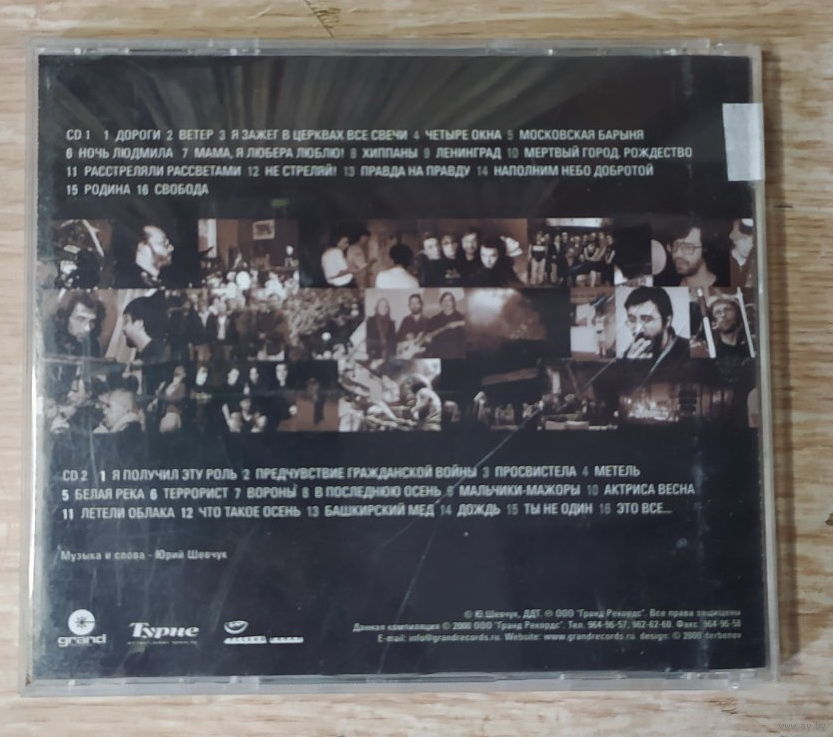 CD 1 1 ДОРОГИ 2 ВЕТЕР 3 Я ЗАЖЕГ В ЦЕРКВАХ ВСЕ СВЕЧИ 4 ЧЕТЫРЕ ОКНА 5 МОСКОВСКАЯ БАРЫНЯ
6 НОЧЬ ЛЮДМИЛА 7 МАМА, Я ЛЮБЕРА ЛЮБЛЮ! 8 ХИППАНЫ 9 ЛЕНИНГРАД 10 МЕРТВЫЙ ГОРОД. РОЖДЕСТВО
11 РАССТРЕЛЯЛИ РАССВЕТАМИ 12 НЕ СТРЕЛЯЙ! 13 ПРАВДА НА ПРАВДУ 14 НАПОЛНИМ НЕБО ДОБРОТОЙ
15 РОДИНА 16 СВОБОДА
CD 2 1 Я ПОЛУЧИЛ ЭТУ РОЛЬ 2 ПРЕДЧУВСТВИЕ ГРАЖДАНСКОЙ ВОЙНЫ 3 ПРОСВИСТЕЛА 4 МЕТЕЛЬ
5 БЕЛАЯ РЕКА 6 ТЕРРОРИСТ 7 ВОРОНЫ 8 В ПОСЛЕДНЮЮ ОСЕНЬ 9 МАЛЬЧИКИ-МАЖОРЫ 10 АКТРИСА ВЕСНА
11 ЛЕТЕЛИ ОБЛАКА 12 ЧТО ТАКОЕ ОСЕНЬ 13 БАШКИРСКИЙ МЕД 14 ДОЖДЬ 15 ТЫ НЕ ОДИН 16 ЭТО ВСЕ...
Музыка и слова - Юрий Шевчук
© Ю.Шевчук, ДДТ. ℗ ООО "Гранд Рекордс". Все права защищены
Данная компиляция © 2000 ООО "Гранд Рекордс". Тел. 964-96-57, 962-62-60. Факс 964-96-58
E-mail: info@grandrecords.ru. Website: www.grandrecords.ru design: © 2000 derbenev
grand
Турне
www.ay.by